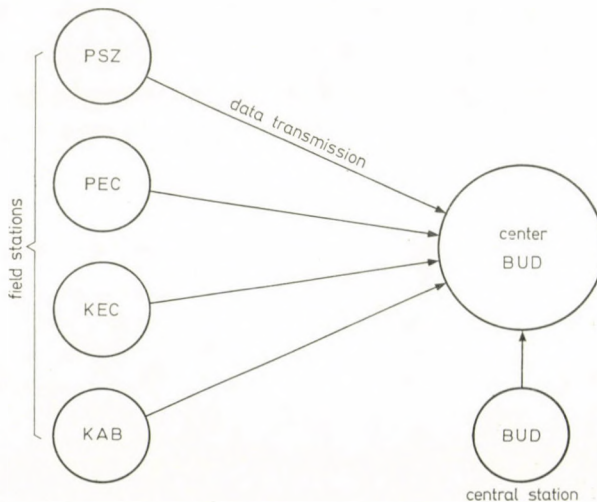 PSZ
data transmission
PEC
field stations
center
BUD
KEC
KAB
BUD
central station